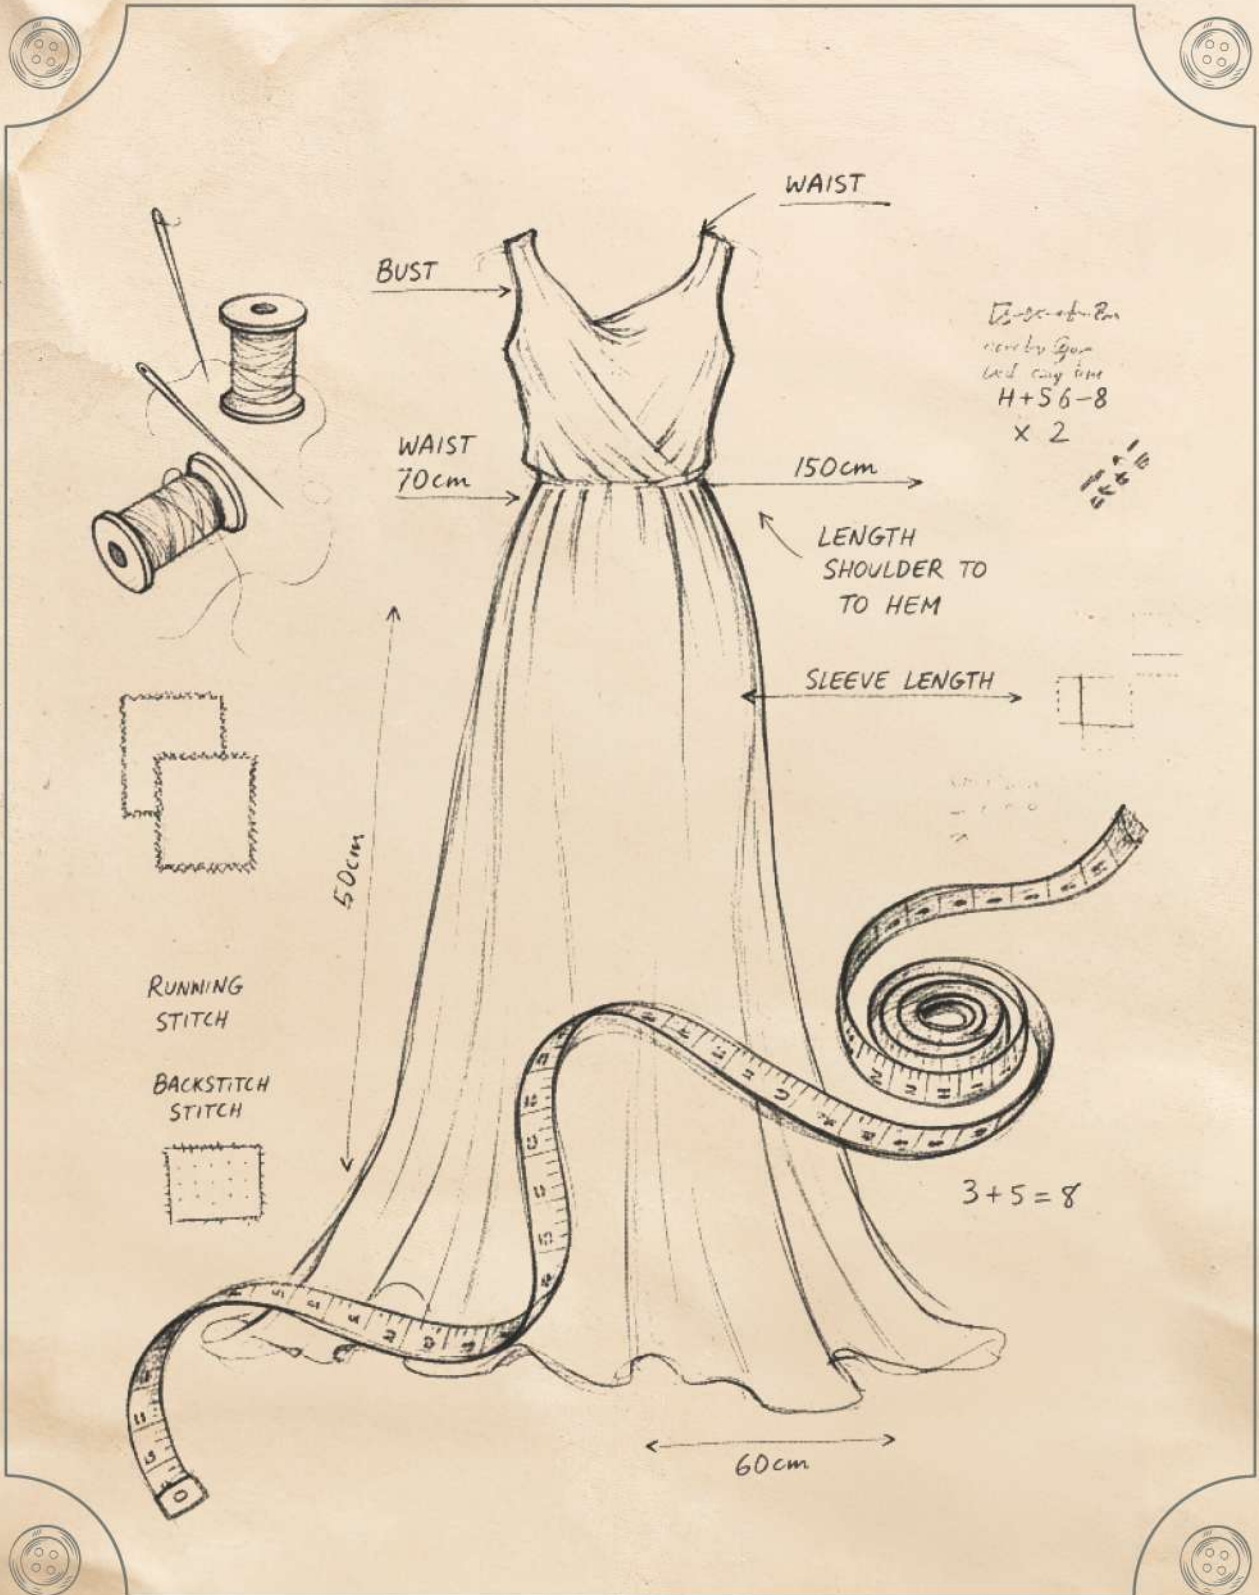 WAIST
BUST
H+56-8
x 2
WAIST
70cm
150cm
LENGTH
SHOULDER TO
TO HEM
SLEEVE LENGTH
50cm
RUNNING
STITCH
BACKSTITCH
STITCH
3+5=8
60cm
0